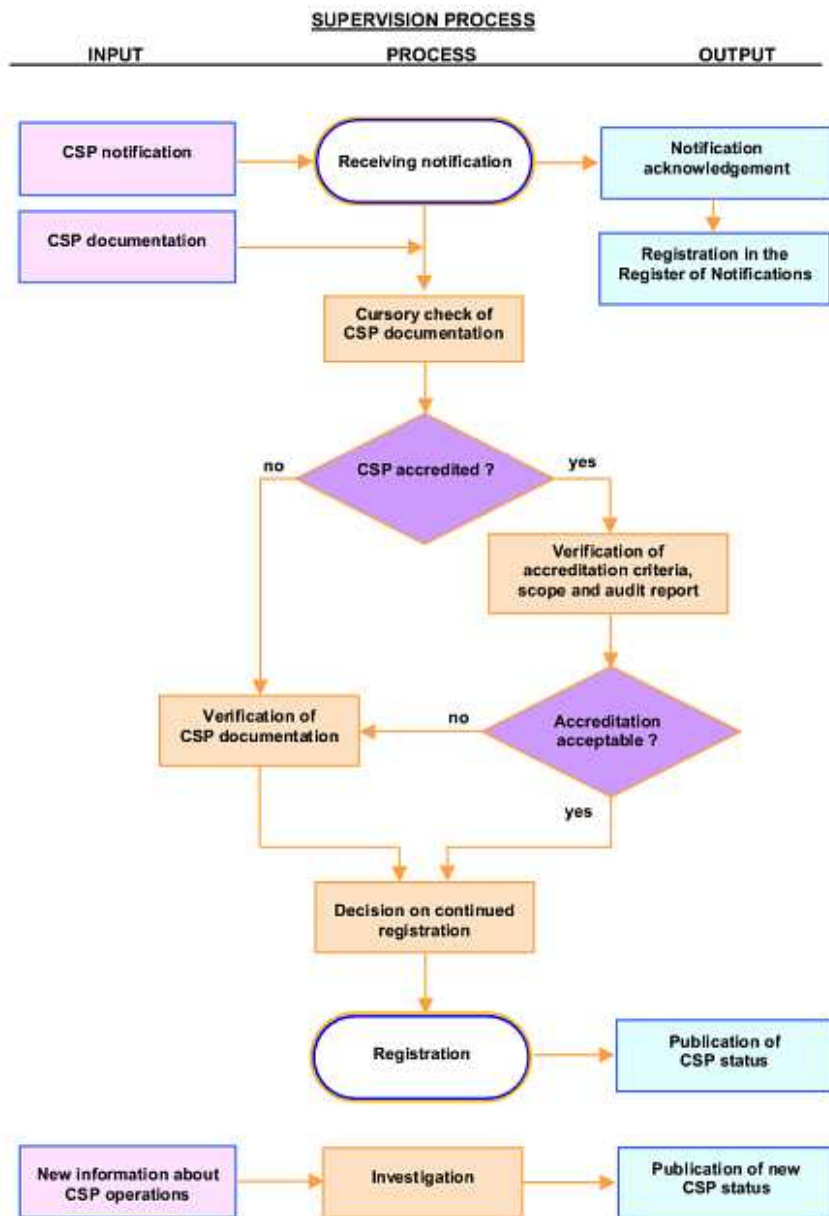 SUPERVISION PROCESS
INPUT
PROCESS
OUTPUT
CSP notification
Receiving notification
Notification
acknowledgement
CSP documentation
Registration in the
Register of Notifications
Cursory check of
CSP documentation
no
CSP accredited ?
yes
Verification of
accreditation criteria,
scope and audit report
Verification of
CSP documentation
no
Accreditation
acceptable ?
yes
Decision on continued
registration
Registration
Publication of
CSP status
New information about
CSP operations
Investigation
Publication of new
CSP status